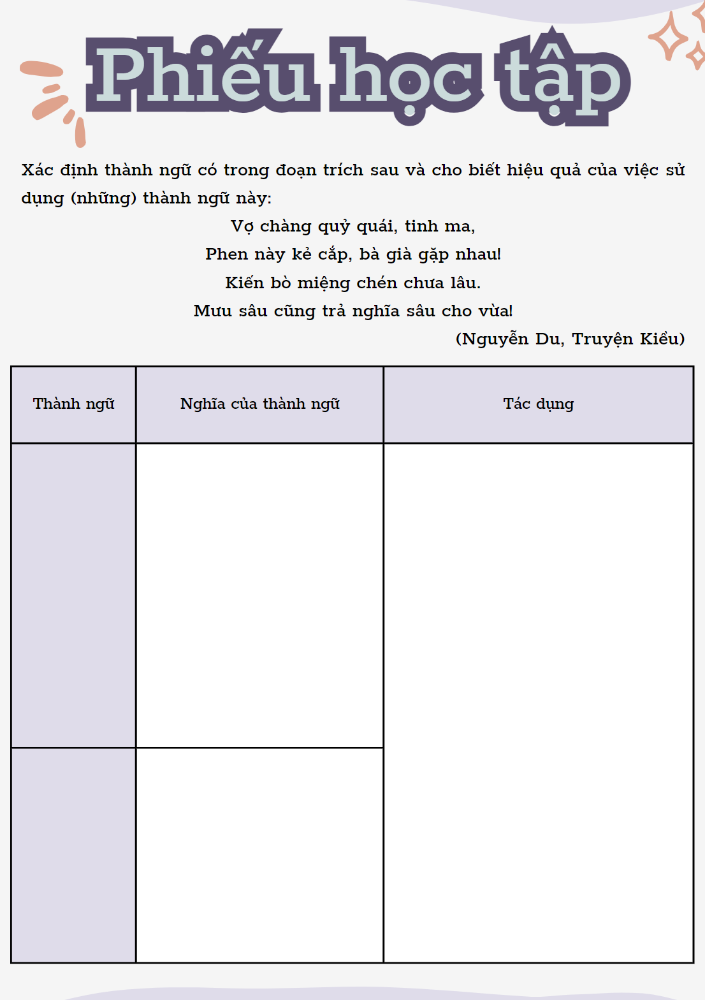 Phiếu học tập
Xác định thành ngữ có trong đoạn trích sau và cho biết hiệu quả của việc sử
dụng (những) thành ngữ này:
Vợ chàng quỷ quái, tinh ma,
Phen này kẻ cắp, bà già gặp nhau!
Kiến bò miệng chén chưa lâu.
Mưu sâu cũng trả nghĩa sâu cho vừa!
(Nguyễn Du, Truyện Kiều)
Thành ngữ
Nghĩa của thành ngữ
Tác dụng